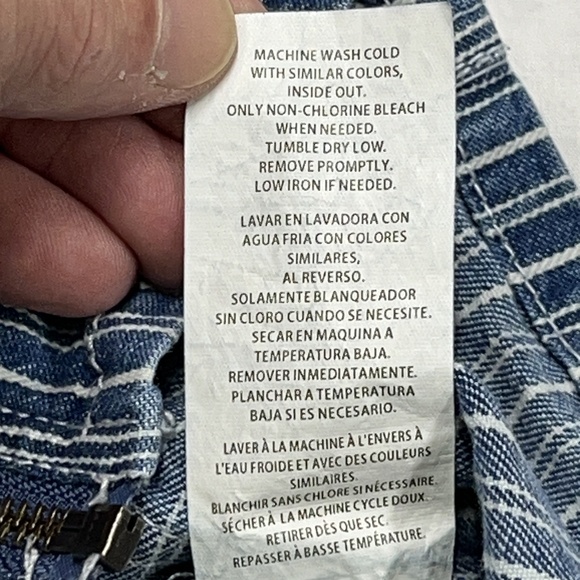 MACHINE WASH COLD
WITH SIMILAR COLORS,
INSIDE OUT.
ONLY NON-CHLORINE BLEACH
WHEN NEEDED.
TUMBLE DRY LOW.
REMOVE PROMPTLY.
LOW IRON IF NEEDED.
LAVAR EN LAVADORA CON
AGUA FRIA CON COLORES
SIMILARES,
AL REVERSO.
SOLAMENTE BLANQUEADOR
SIN CLORO CUANDO SE NECESITE.
SECAR EN MAQUINA A
TEMPERATURA BAJA.
REMOVER INMEDIATAMENTE.
PLANCHAR A TEMPERATURA
BAJA SI ES NECESARIO.
LAVER À LA MACHINE À L'ENVERS À
L'EAU FROIDE ET AVEC DES COULEURS
SIMILAIRES.
BLANCHIR SANS CHLORE SI NÉCESSAIRE.
SÉCHER À LA MACHINE CYCLE DOUX.
RETIRER DÈS QUE SEC.
REPASSER À BASSE TEMPÉRATURE.